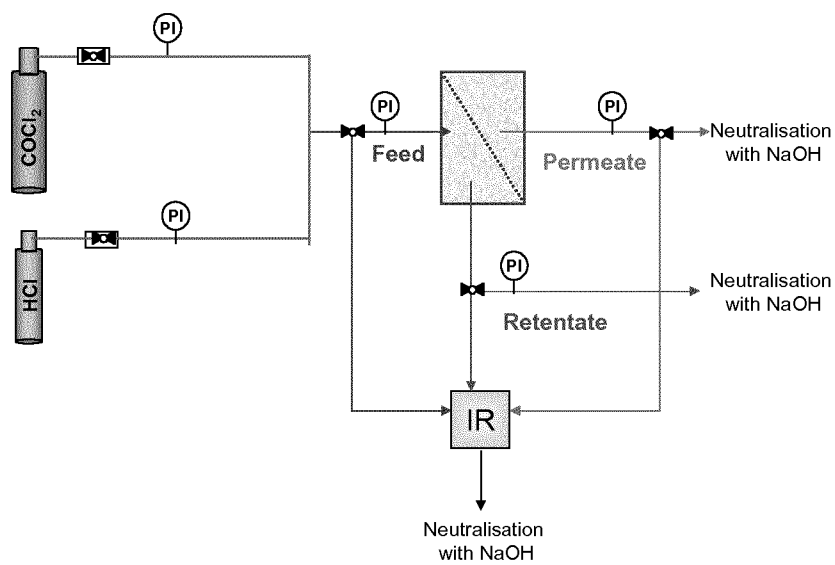 PI
COCl2
PI
PI
Feed
Permeate
Neutralisation
with NaOH
PI
HCl
PI
Neutralisation
with NaOH
Retentate
IR
Neutralisation
with NaOH